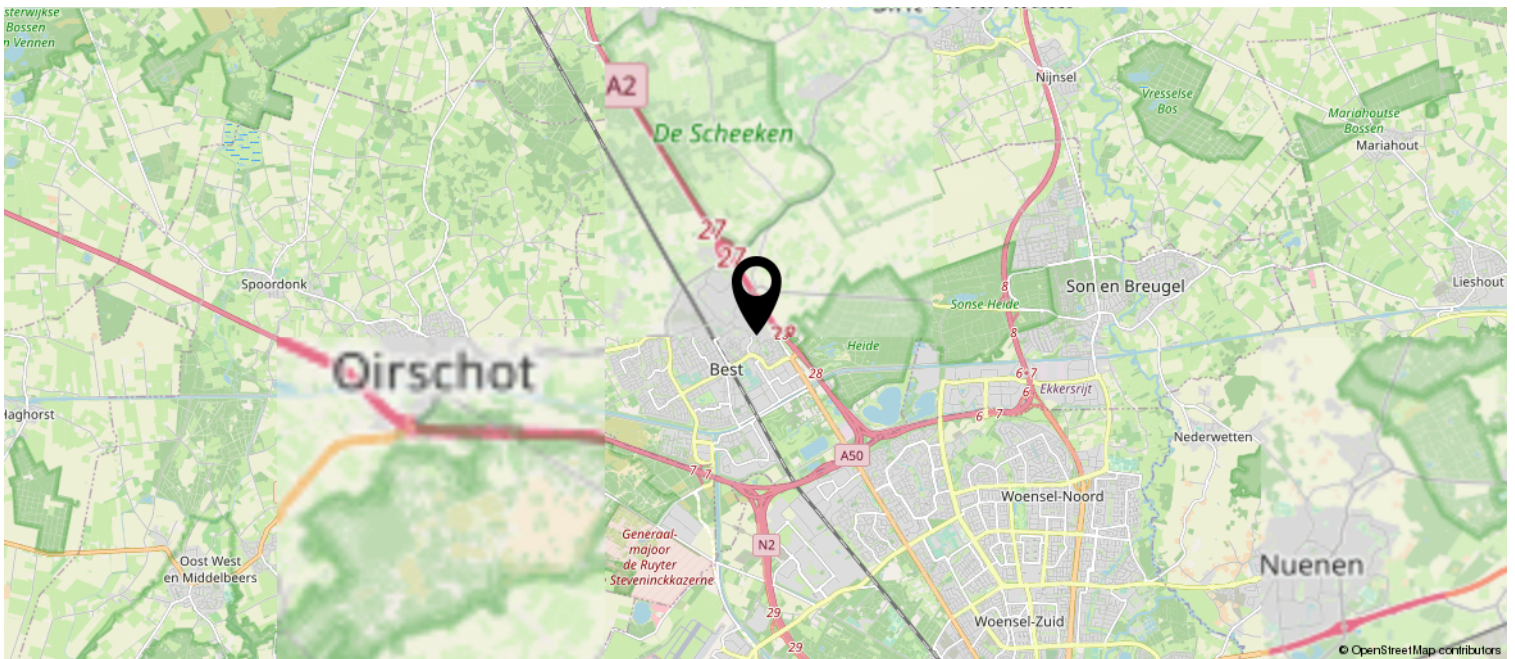 sterwijkse
Bossen
n Vennen
A2
De Scheeken
Nijnsel
Vresselse
Bos
Mariahoutse
Bossen
Mariahout
27
27
Spoordonk
8
Son en Breugel
Lieshout
Sonse Heide
28
8
Heide
Oirschot
Best
28
6
7
6
Ekkersrijt
Haghorst
6
7
Nederwetten
A50
7
7
Woensel-Noord
Generaal-
majoor
de Ruyter
Steveninckkazerne
N2
Oost West
en Middelbeers
Nuenen
29
Woensel-Zuid
29
© OpenStreetMap contributors